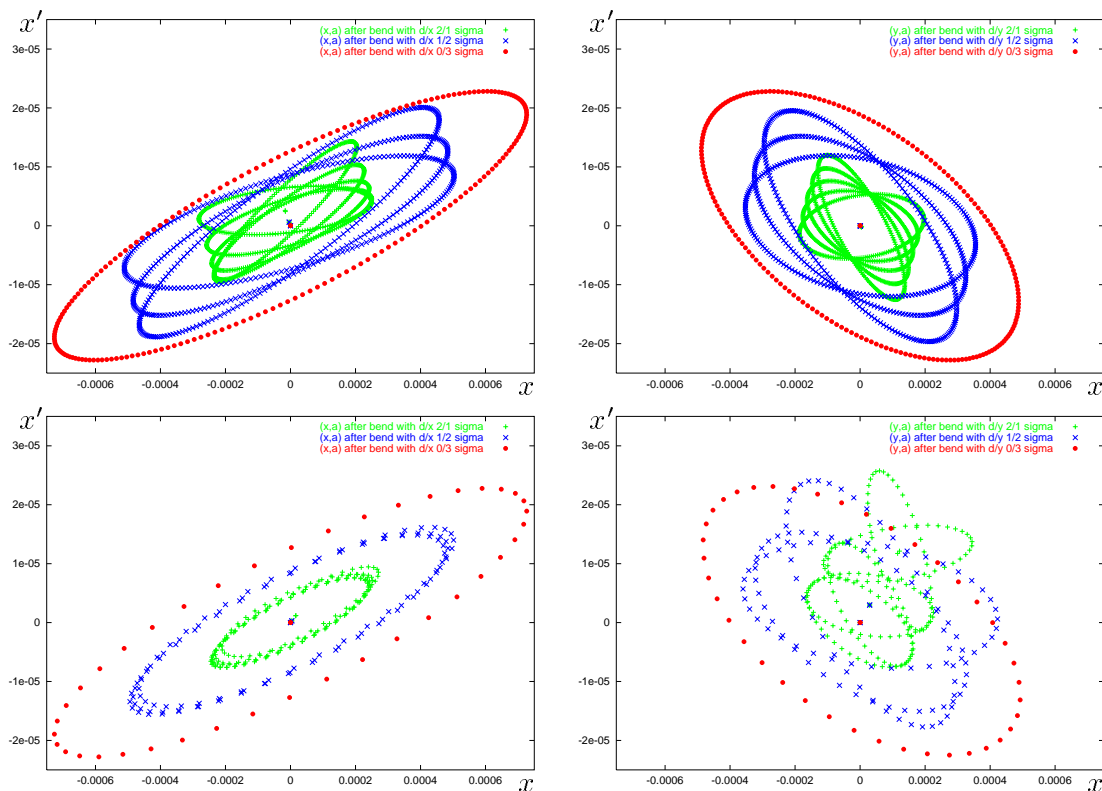 x′
(x,a) after bend with d/x 2/1 sigma
(x,a) after bend with d/x 1/2 sigma
(x,a) after bend with d/x 0/3 sigma
3e-05
2e-05
1e-05
0
-1e-05
-2e-05
-0.0006 -0.0004 -0.0002 0 0.0002 0.0004 0.0006
x
x′
(y,a) after bend with d/y 2/1 sigma
(y,a) after bend with d/y 1/2 sigma
(y,a) after bend with d/y 0/3 sigma
3e-05
2e-05
1e-05
0
-1e-05
-2e-05
-0.0006 -0.0004 -0.0002 0 0.0002 0.0004 0.0006
x
x′
(x,a) after bend with d/x 2/1 sigma
(x,a) after bend with d/x 1/2 sigma
(x,a) after bend with d/x 0/3 sigma
3e-05
2e-05
1e-05
0
-1e-05
-2e-05
-0.0006 -0.0004 -0.0002 0 0.0002 0.0004 0.0006
x
x′
(y,a) after bend with d/y 2/1 sigma
(y,a) after bend with d/y 1/2 sigma
(y,a) after bend with d/y 0/3 sigma
3e-05
2e-05
1e-05
0
-1e-05
-2e-05
-0.0006 -0.0004 -0.0002 0 0.0002 0.0004 0.0006
x